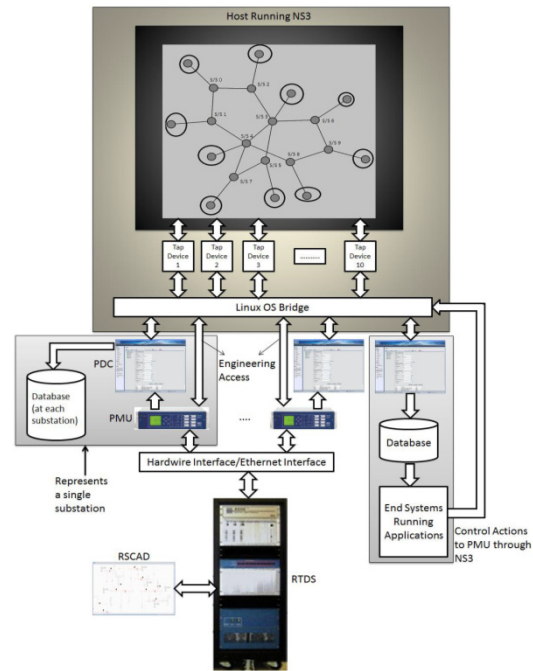 Host Running NS3
S/S 0
S/S 2
S/S 1
S/S 3
S/S 6
S/S 4
S/S 5
S/S 8
S/S 9
S/S 7
Tap
Device
1
Tap
Device
2
Tap
Device
3
..........
Tap
Device
10
Linux OS Bridge
PDC
Engineering
Access
Database
(at each
substation)
PMU
....
Database
Hardwire Interface/Ethernet Interface
Represents
a single
substation
End Systems
Running
Applications
Control Actions
to PMU through
NS3
RSCAD
RTDS